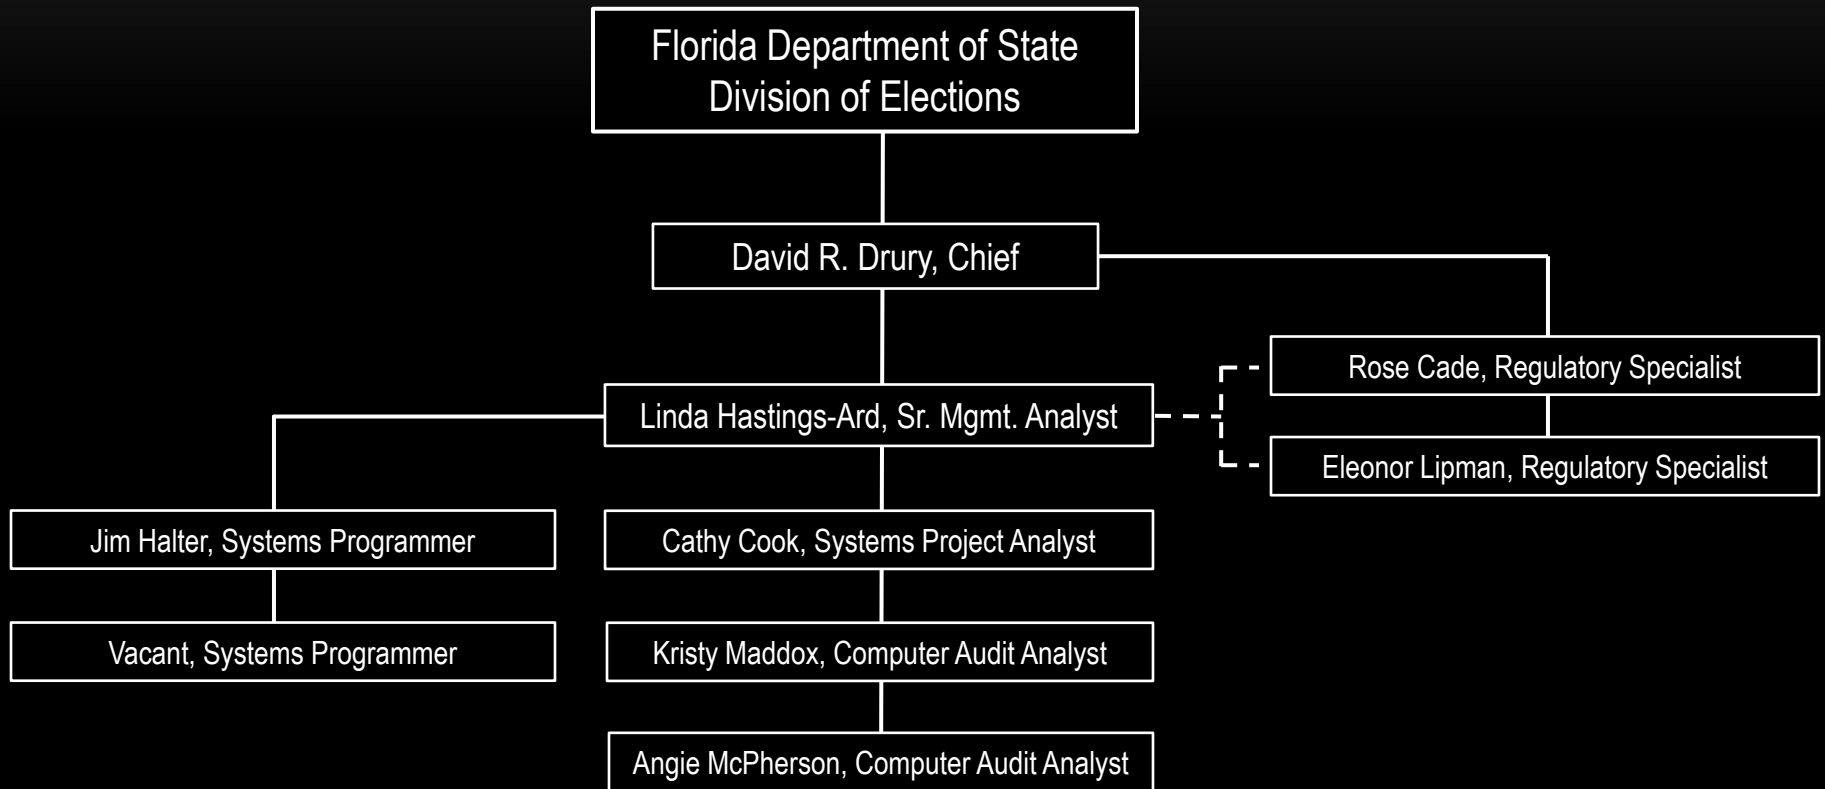 Florida Department of State
Division of Elections
David R. Drury, Chief
Rose Cade, Regulatory Specialist
Linda Hastings-Ard, Sr. Mgmt. Analyst
Eleonor Lipman, Regulatory Specialist
Jim Halter, Systems Programmer
Cathy Cook, Systems Project Analyst
Vacant, Systems Programmer
Kristy Maddox, Computer Audit Analyst
Angie McPherson, Computer Audit Analyst